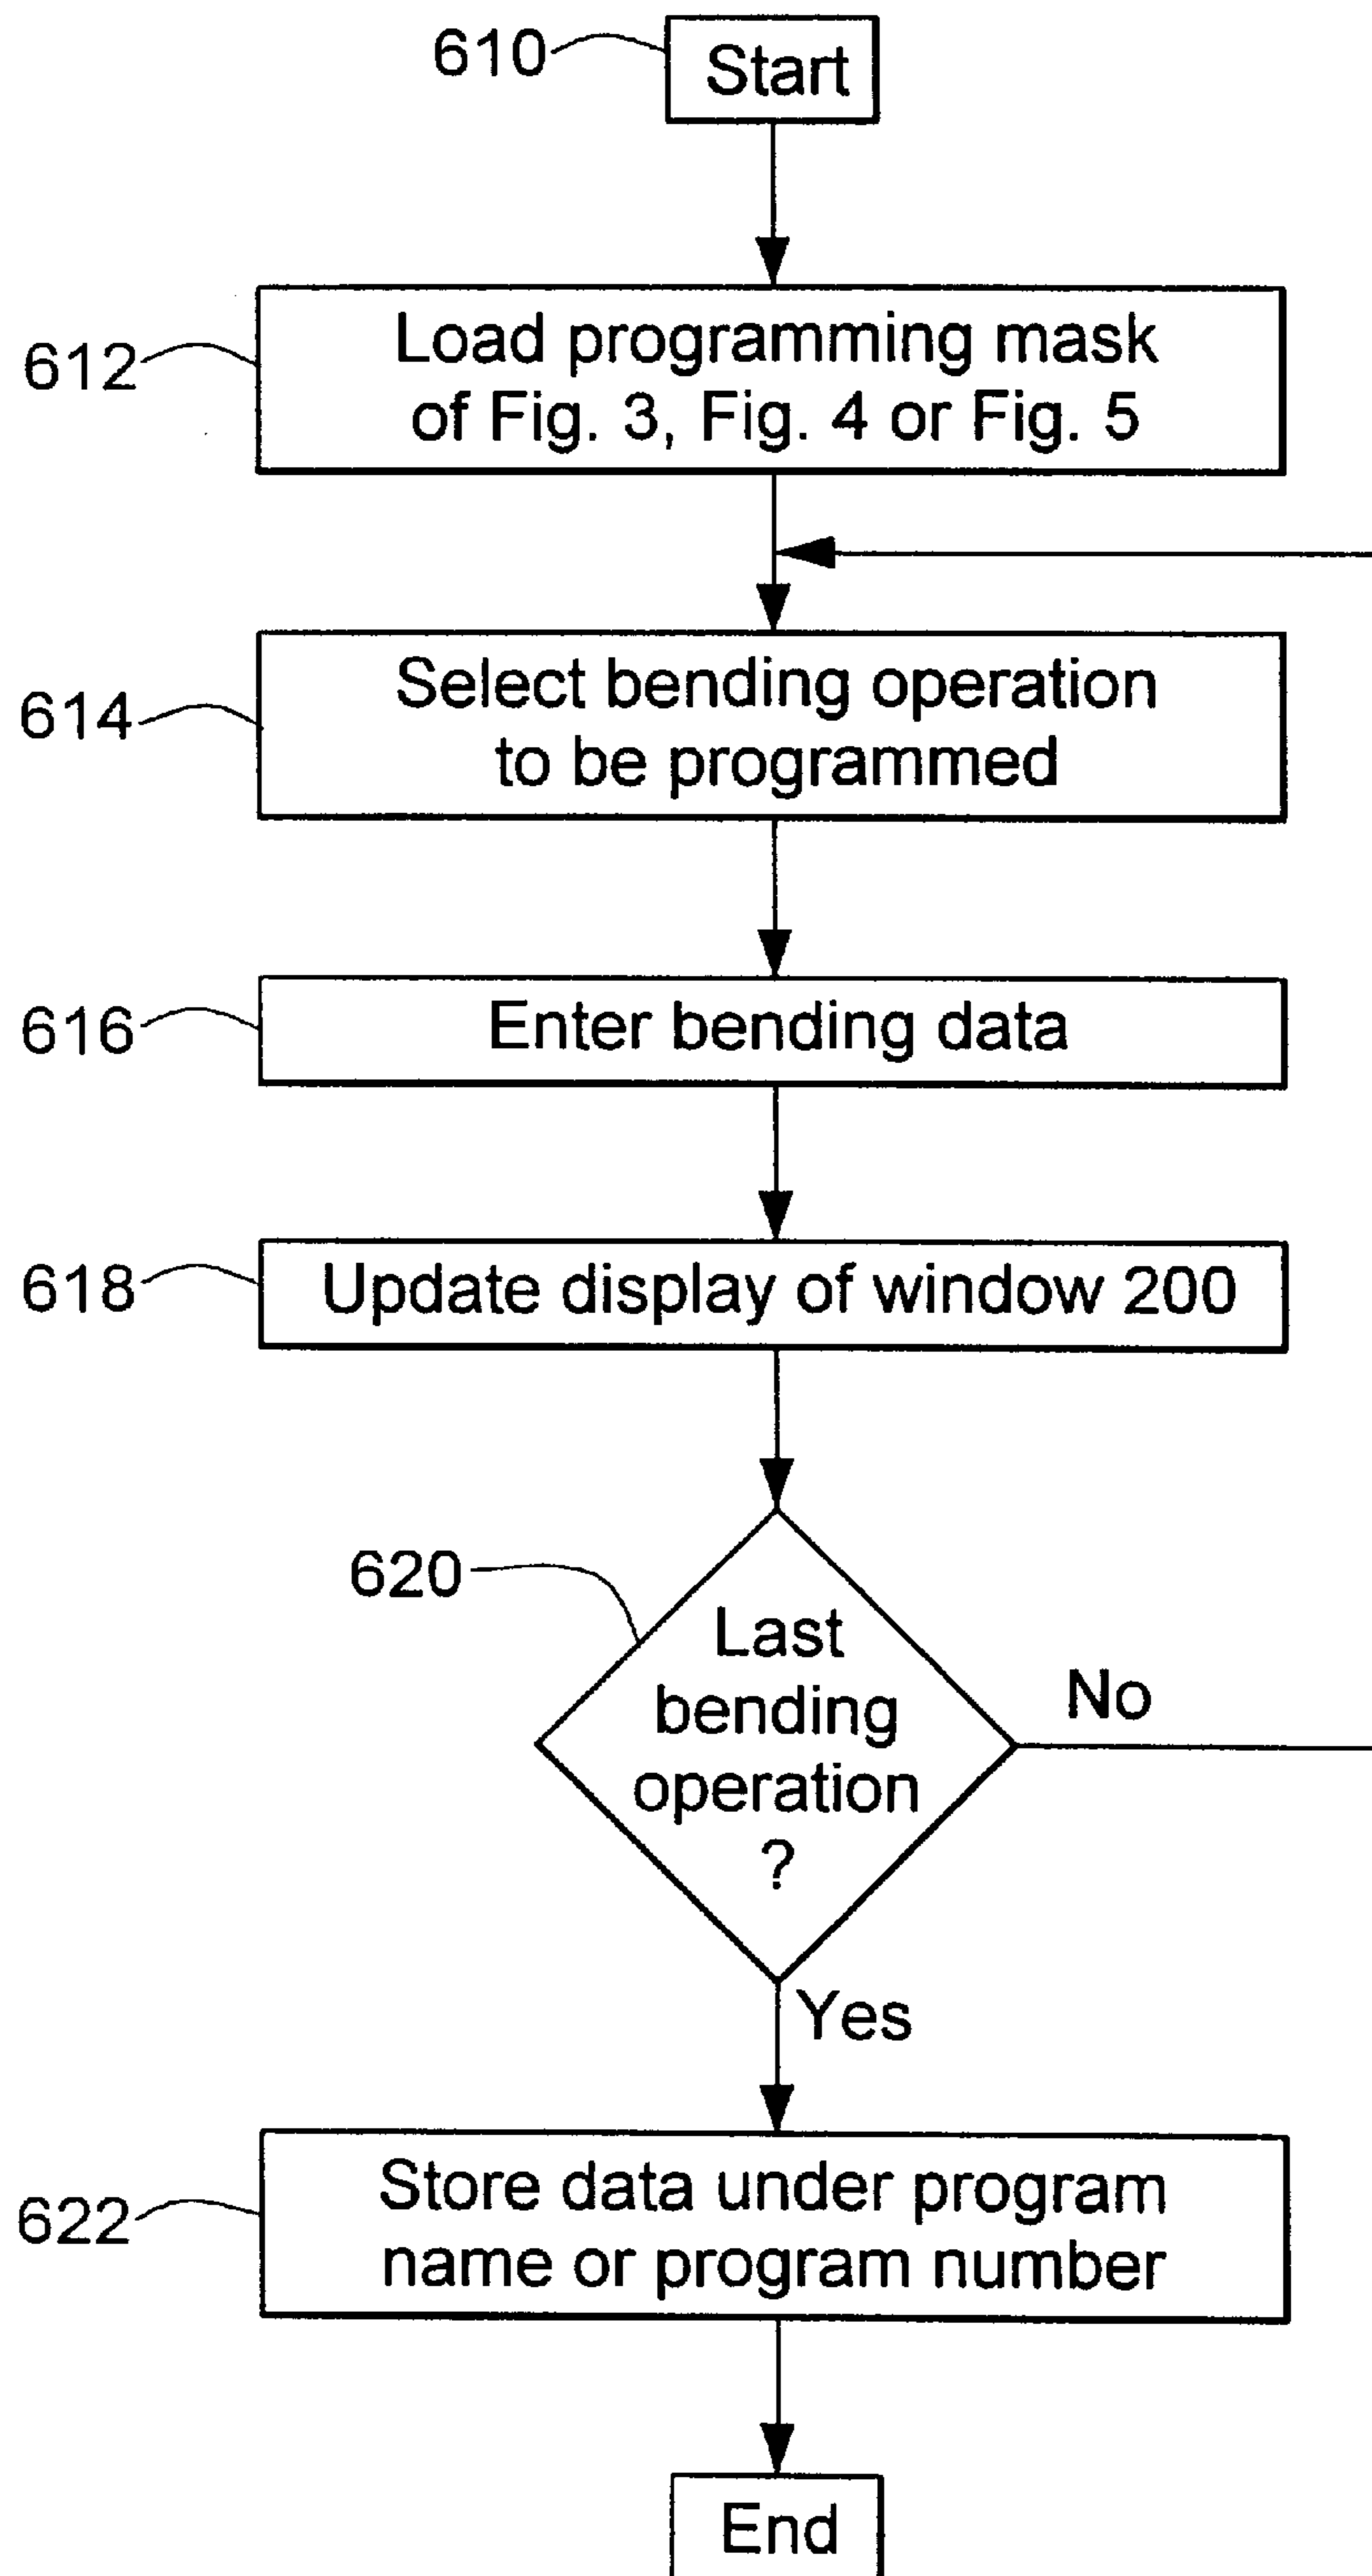 610
Start
612
Load programming mask
of Fig. 3, Fig. 4 or Fig. 5
614
Select bending operation
to be programmed
616
Enter bending data
618
Update display of window 200
620
Last
bending
operation
?
No
Yes
622
Store data under program
name or program number
End